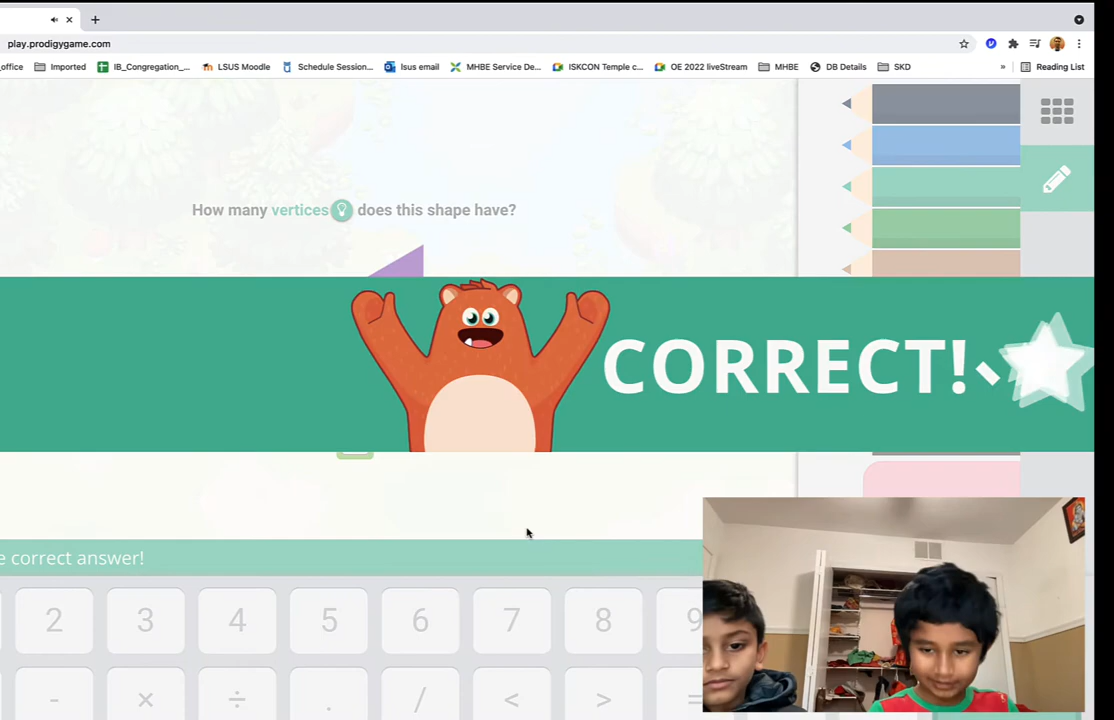 play.prodigygame.com
office Imported IB_Congregation_... LSUS Moodle Schedule Session... lsus email MHBE Service De... ISKCON Temple c... OE 2022 liveStream MHBE DB Details SKD » Reading List
How many vertices does this shape have?
CORRECT!
e correct answer!
2 3 4 5 6 7 8 9
- × ÷ . / < > =